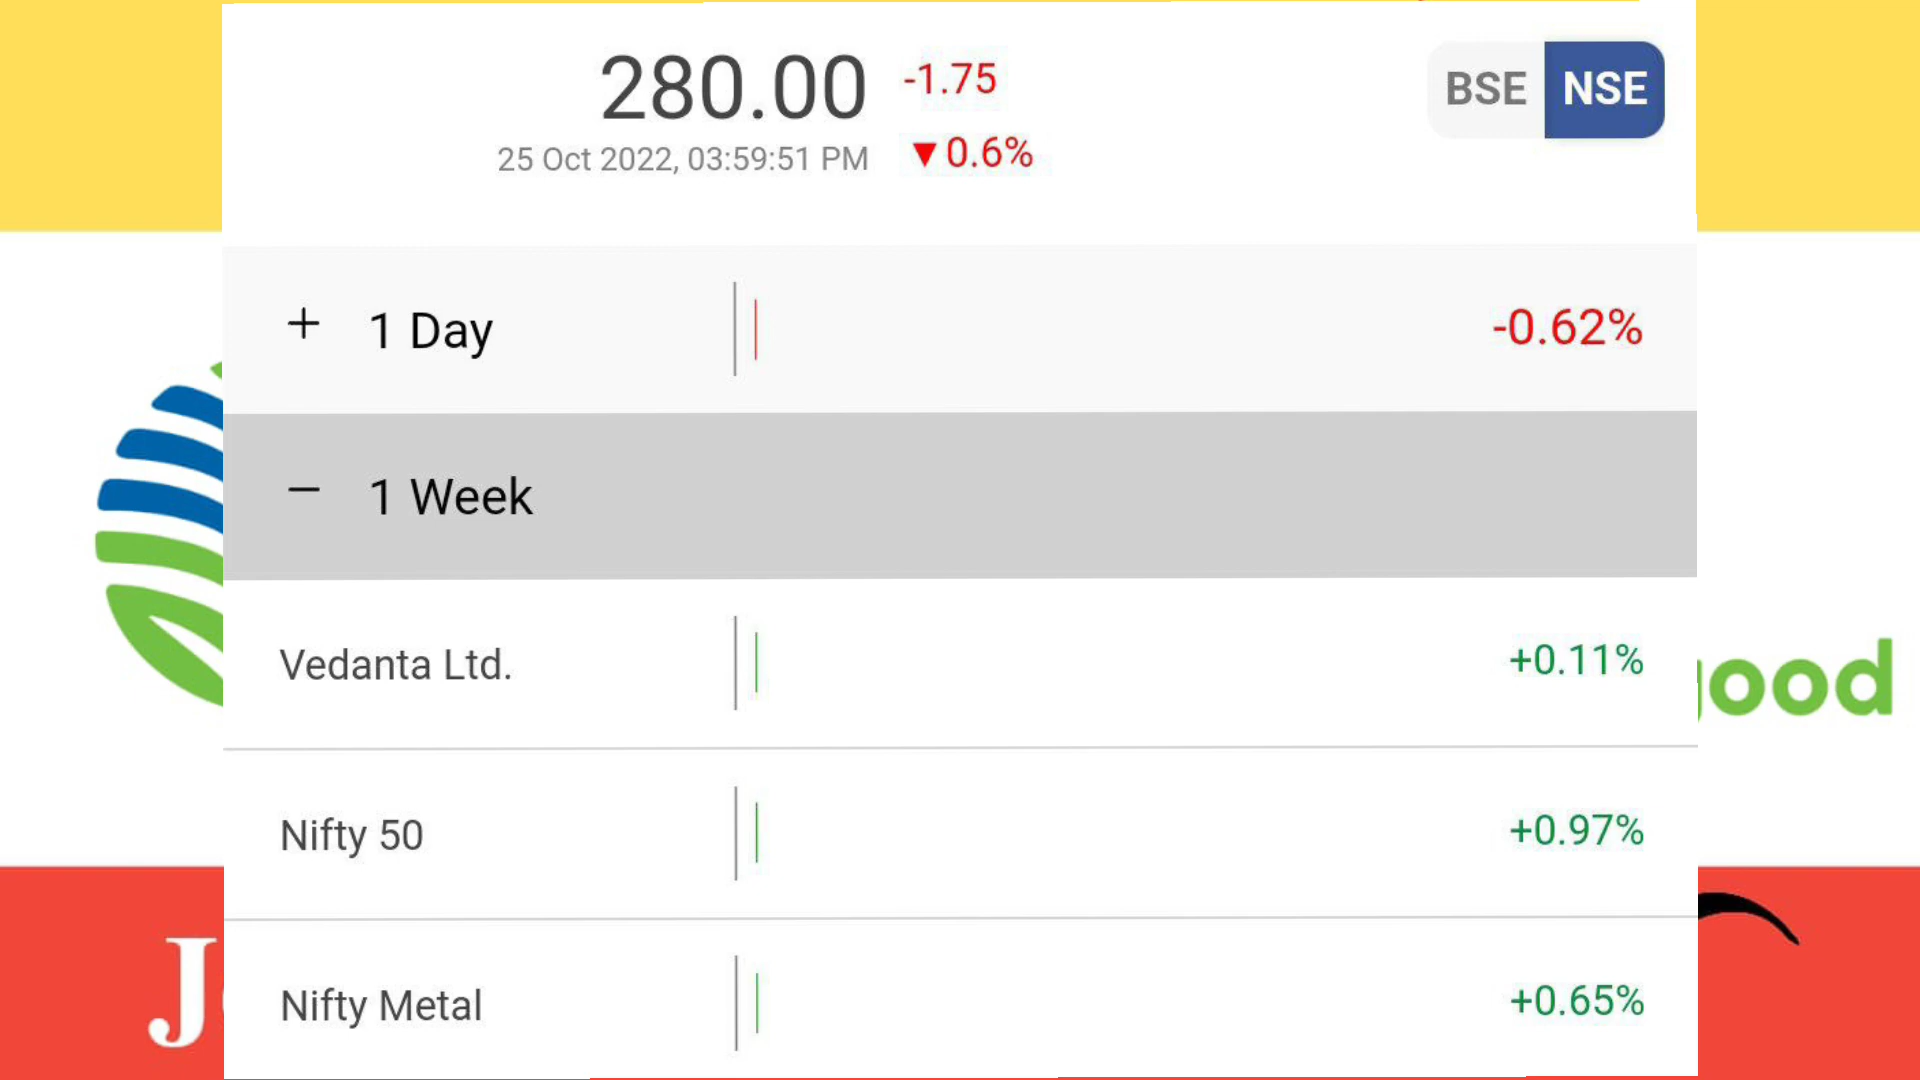 280.00 -1.75
25 Oct 2022, 03:59:51 PM ▼0.6%
BSE NSE
+ 1 Day -0.62%
– 1 Week
Vedanta Ltd. +0.11%
ood
Nifty 50 +0.97%
Nifty Metal +0.65%
J